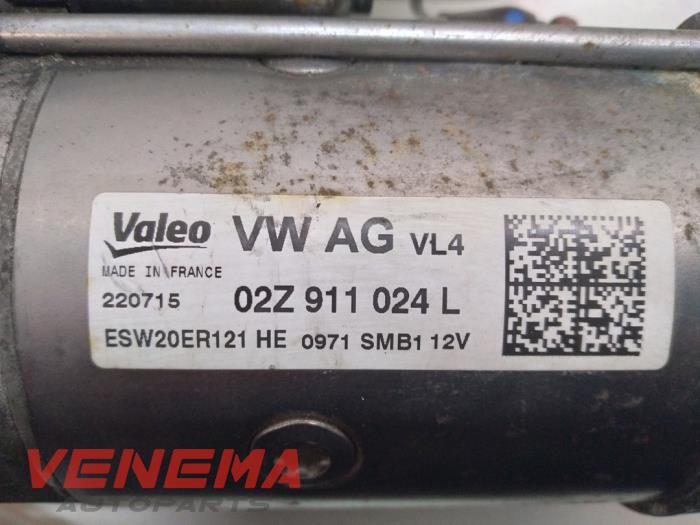 Valeo VW AG VL4
MADE IN FRANCE
220715 02Z 911 024 L
ESW20ER121 HE 0971 SMB1 12V
VENEMA
AUTOPARTS